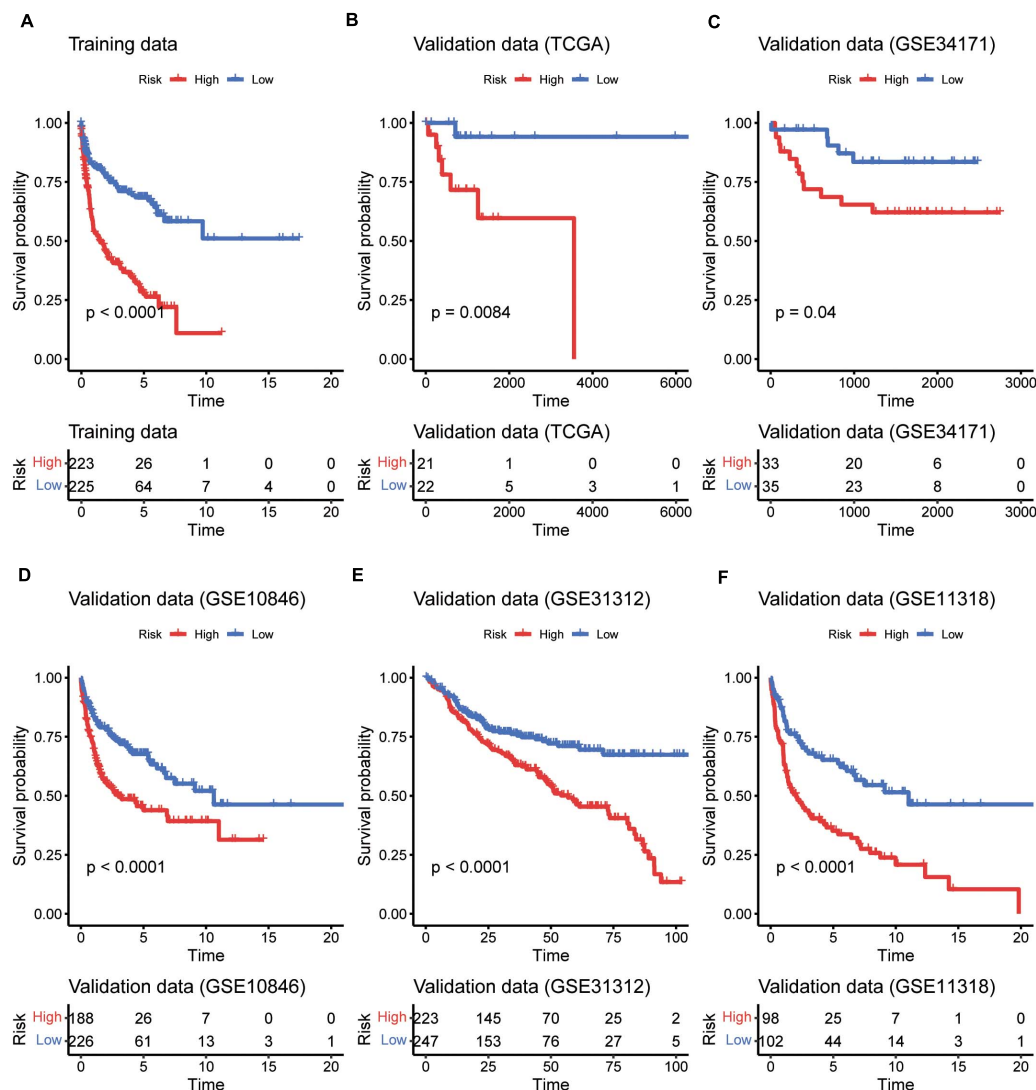 A
Training data
Risk High Low
1.00
0.75
0.50
0.25
0.00
Survival probability
p < 0.0001
0 5 10 15 20
Time
Training data
Risk
High 223 26 1 0 0
Low 225 64 7 4 0
0 5 10 15 20
Time
B
Validation data (TCGA)
Risk High Low
1.00
0.75
0.50
0.25
0.00
Survival probability
p = 0.0084
0 2000 4000 6000
Time
Validation data (TCGA)
Risk
High 21 1 0 0
Low 22 5 3 1
0 2000 4000 6000
Time
C
Validation data (GSE34171)
Risk High Low
1.00
0.75
0.50
0.25
0.00
Survival probability
p = 0.04
0 1000 2000 3000
Time
Validation data (GSE34171)
Risk
High 33 20 6 0
Low 35 23 8 0
0 1000 2000 3000
Time
D
Validation data (GSE10846)
Risk High Low
1.00
0.75
0.50
0.25
0.00
Survival probability
p < 0.0001
0 5 10 15 20
Time
Validation data (GSE10846)
Risk
High 188 26 7 0 0
Low 226 61 13 3 1
0 5 10 15 20
Time
E
Validation data (GSE31312)
Risk High Low
1.00
0.75
0.50
0.25
0.00
Survival probability
p < 0.0001
0 25 50 75 100
Time
Validation data (GSE31312)
Risk
High 223 145 70 25 2
Low 247 153 76 27 5
0 25 50 75 100
Time
F
Validation data (GSE11318)
Risk High Low
1.00
0.75
0.50
0.25
0.00
Survival probability
p < 0.0001
0 5 10 15 20
Time
Validation data (GSE11318)
Risk
High 98 25 7 1 0
Low 102 44 14 3 1
0 5 10 15 20
Time